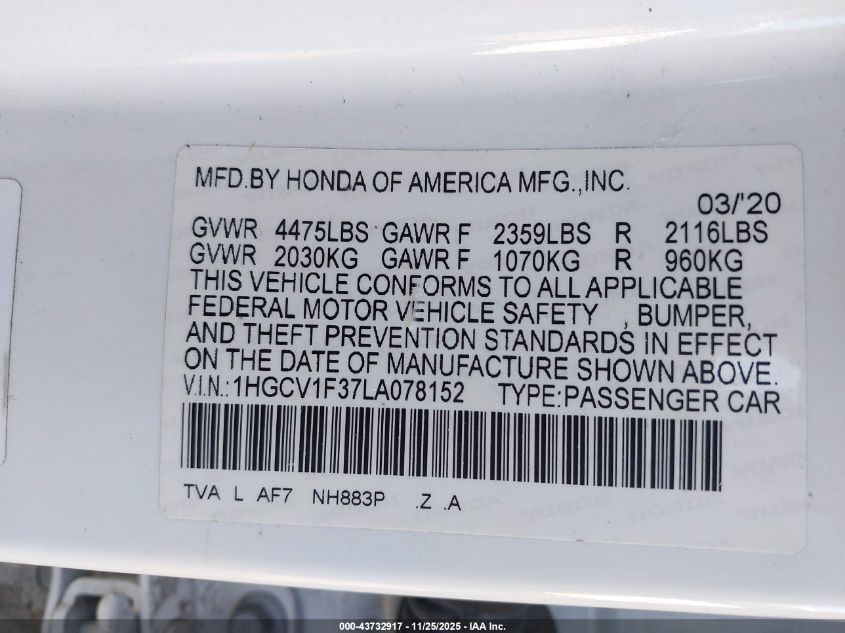 MFD.BY HONDA OF AMERICA MFG.,INC.
03/'20
GVWR 4475LBS GAWR F 2359LBS R 2116LBS
GVWR 2030KG GAWR F 1070KG R 960KG
THIS VEHICLE CONFORMS TO ALL APPLICABLE
FEDERAL MOTOR VEHICLE SAFETY , BUMPER,
AND THEFT PREVENTION STANDARDS IN EFFECT
ON THE DATE OF MANUFACTURE SHOWN ABOVE.
V.I.N.:1HGCV1F37LA078152 TYPE:PASSENGER CAR
TVA L AF7 NH883P .Z .A
000-43732917 - 11/25/2025 - IAA Inc.